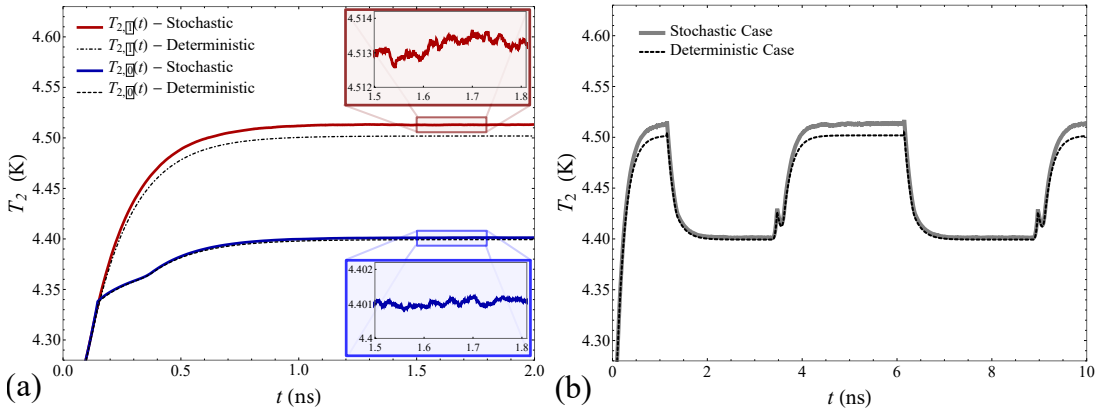 T2,1(t) – Stochastic
T2,1(t) – Deterministic
T2,0(t) – Stochastic
T2,0(t) – Deterministic
4.514
4.513
4.512
1.5 1.6 1.7 1.8
4.402
4.401
4.4
1.5 1.6 1.7 1.8
4.60
4.55
4.50
4.45
4.40
4.35
4.30
T2 (K)
0.0 0.5 1.0 1.5 2.0
t (ns)
(a)
Stochastic Case
Deterministic Case
4.60
4.55
4.50
4.45
4.40
4.35
4.30
T2 (K)
0 2 4 6 8 10
t (ns)
(b)